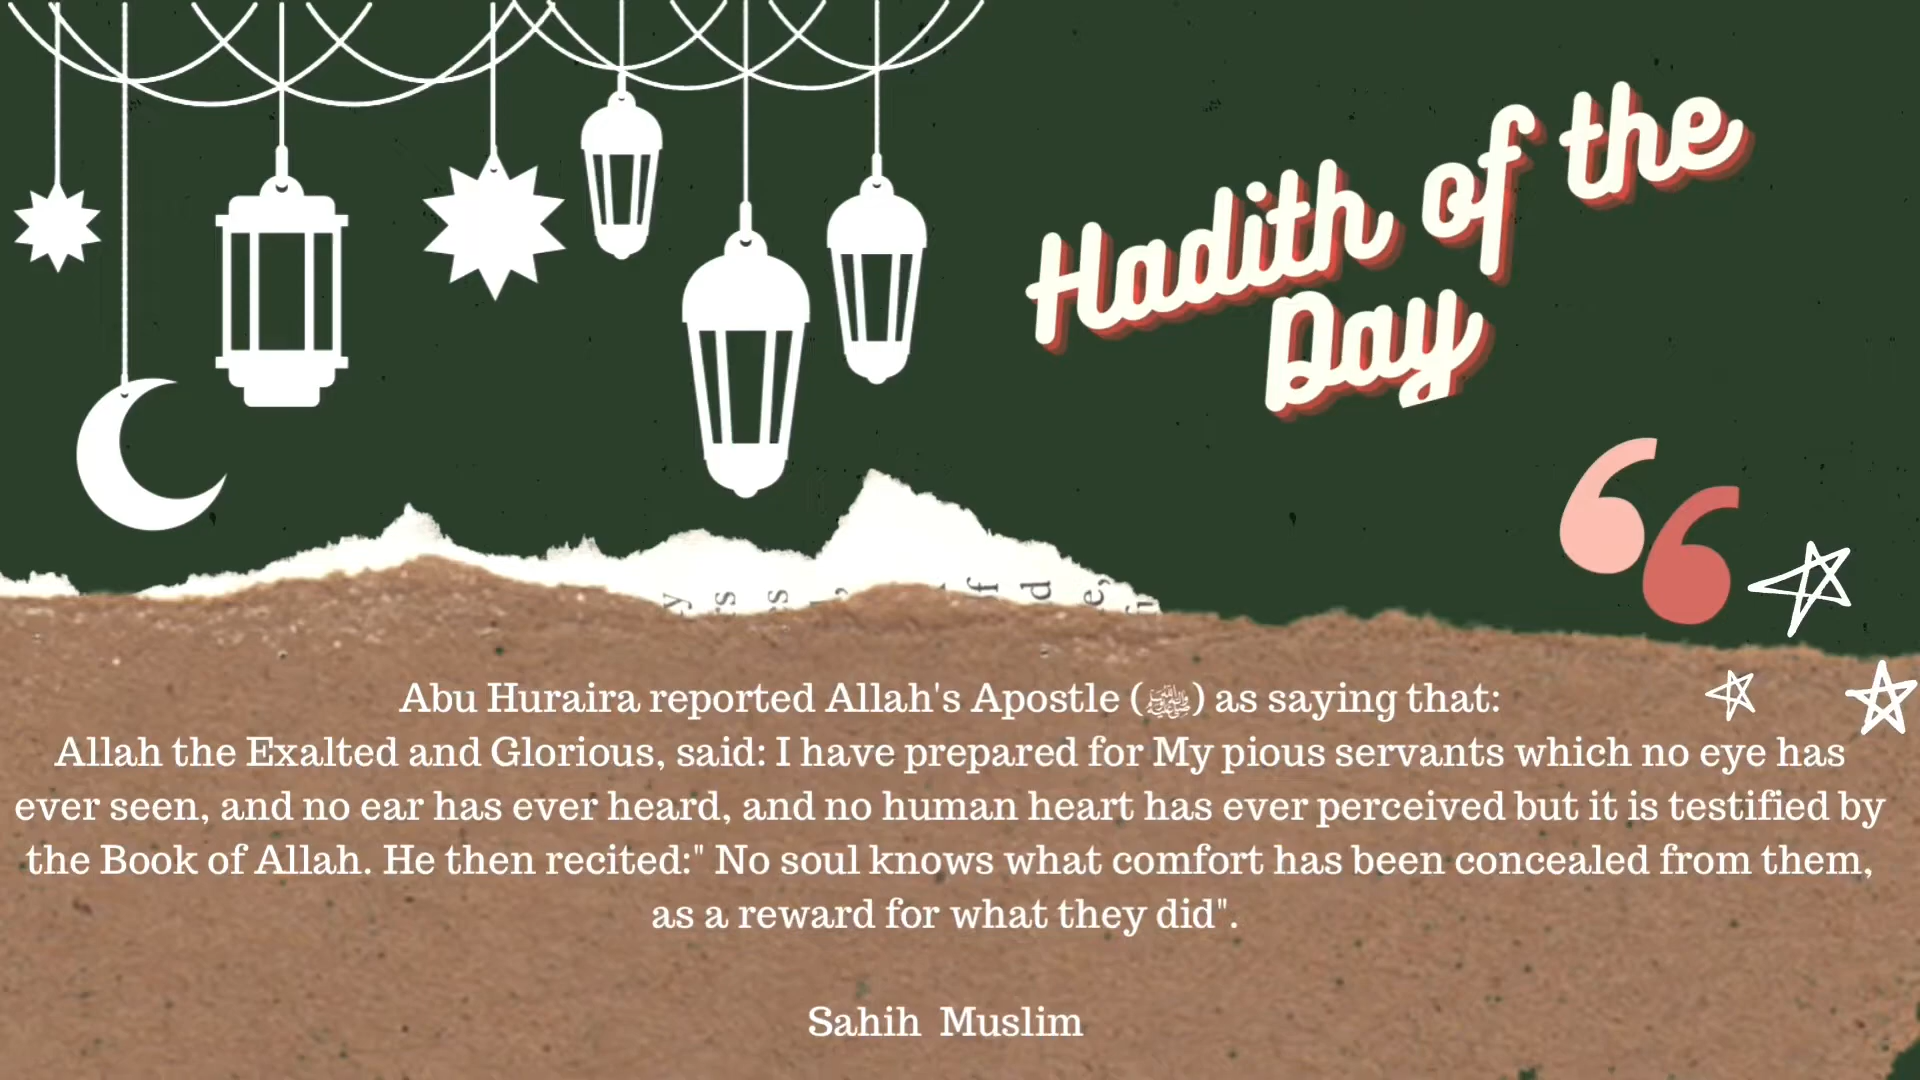 Hadith of the
Day
Abu Huraira reported Allah's Apostle (ﷺ) as saying that:
Allah the Exalted and Glorious, said: I have prepared for My pious servants which no eye has
ever seen, and no ear has ever heard, and no human heart has ever perceived but it is testified by
the Book of Allah. He then recited:" No soul knows what comfort has been concealed from them,
as a reward for what they did".
Sahih Muslim